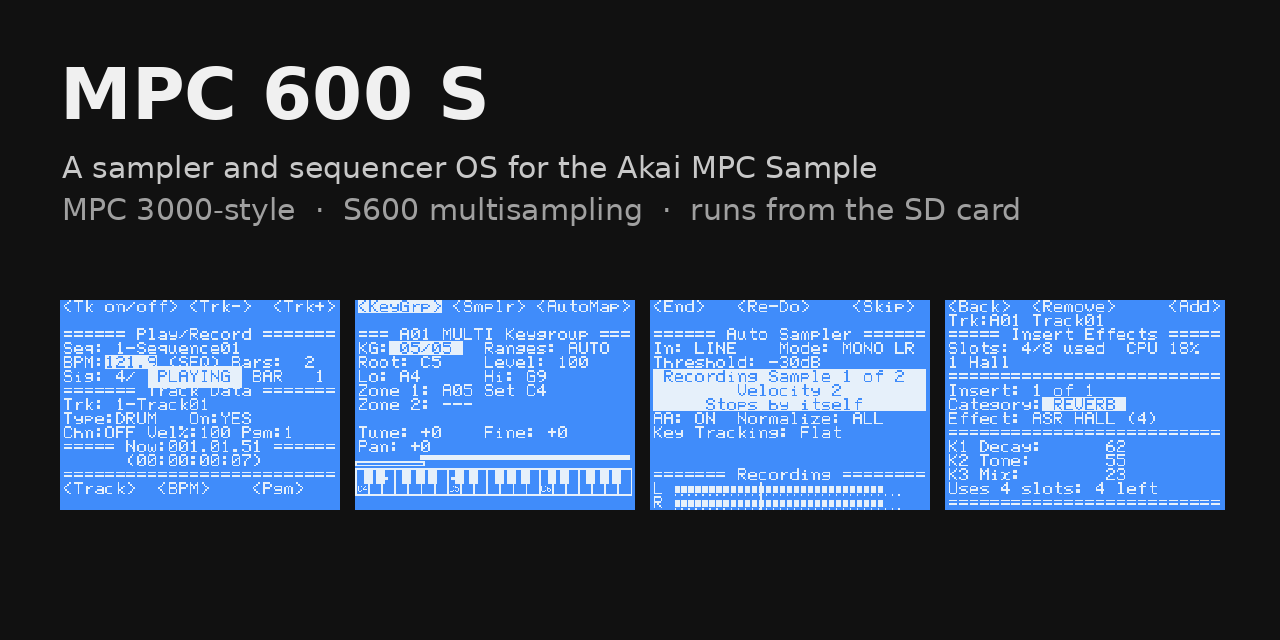 MPC 600 S
A sampler and sequencer OS for the Akai MPC Sample
MPC 3000-style · S600 multisampling · runs from the SD card
<Tk on/off> <Trk-> <Trk+>
====== Play/Record =======
Seq: 1-Sequence01
BPM:121.9 (SEQ) Bars: 2
Sig: 4/ PLAYING BAR 1
====== Track Data ========
Trk: 1-Track01
Type:DRUM On:YES
Chn:OFF Vel%:100 Pgm:1
===== Now:001.01.51 ======
(00:00:00:07)
==========================
<Track> <BPM> <Pgm>
<KeyGrp> <Smplr> <AutoMap>
=== A01 MULTI Keygroup ===
KG: 05/05 Ranges: AUTO
Root: C5 Level: 100
Lo: A4 Hi: G9
Zone 1: A05 Set C4
Zone 2: ---
Tune: +0 Fine: +0
Pan: +0
C4 C5 C6
<End> <Re-Do> <Skip>
====== Auto Sampler ======
In: LINE Mode: MONO LR
Threshold: -30dB
Recording Sample 1 of 2
Velocity 2
Stops by itself
AA: ON Normalize: ALL
Key Tracking: Flat
======= Recording ========
L
R
<Back> <Remove> <Add>
Trk:A01 Track01
===== Insert Effects =====
Slots: 4/8 used CPU 18%
1 Hall
==========================
Insert: 1 of 1
Category: REVERB
Effect: ASR HALL (4)
==========================
K1 Decay: 62
K2 Tone: 55
K3 Mix: 23
Uses 4 slots: 4 left
==========================